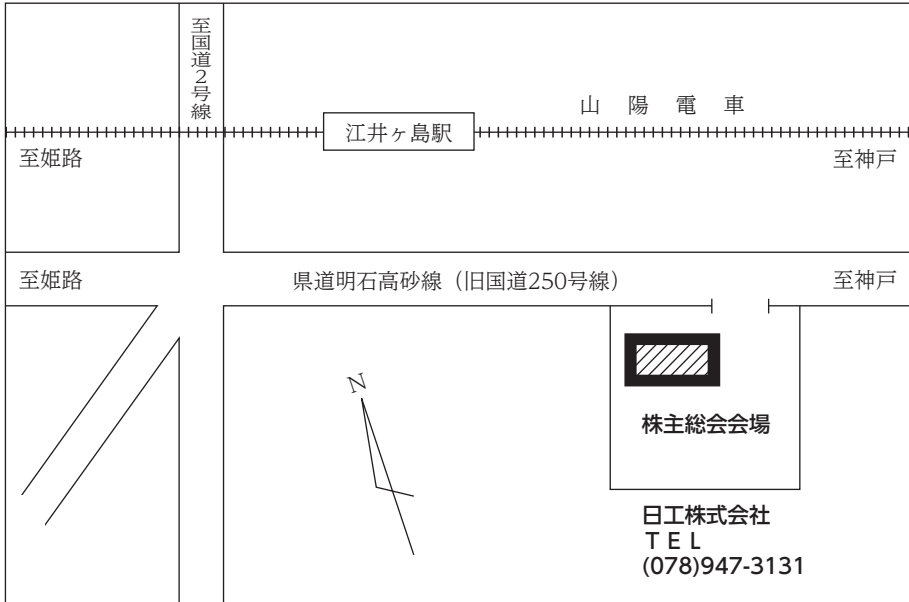 至国道2号線
山陽電車
江井ヶ島駅
至姫路
至神戸
至姫路
県道明石高砂線（旧国道250号線）
至神戸
N
株主総会会場
日工株式会社
ＴＥＬ
(078)947-3131